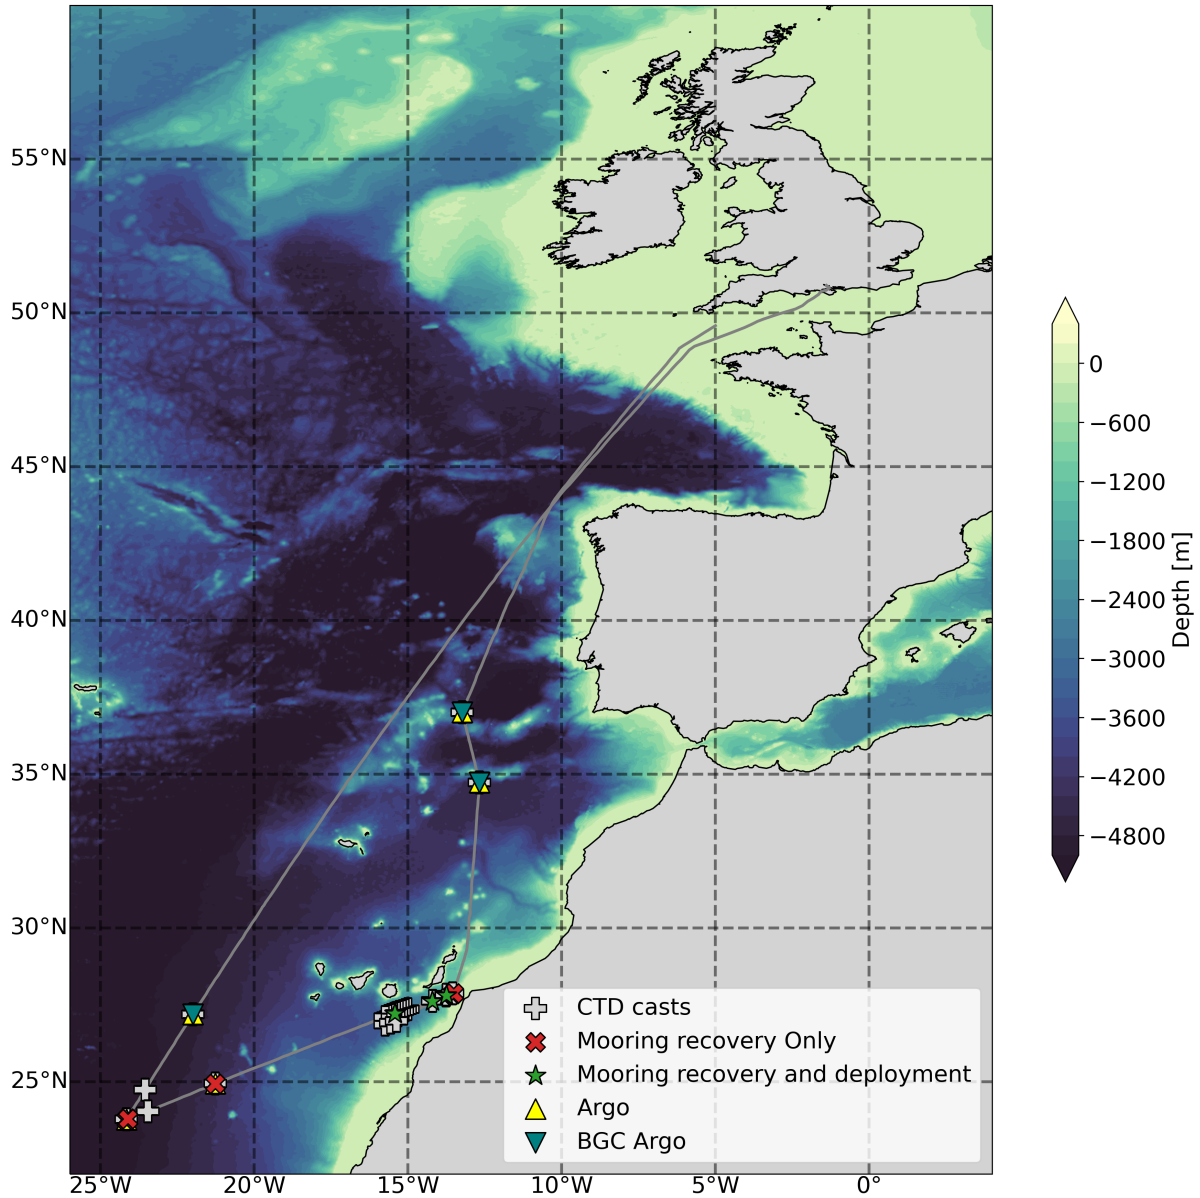 55°N
50°N
45°N
40°N
35°N
30°N
25°N
25°W
20°W
15°W
10°W
5°W
0°
CTD casts
Mooring recovery Only
Mooring recovery and deployment
Argo
BGC Argo
0
−600
−1200
−1800
−2400
−3000
−3600
−4200
−4800
Depth [m]